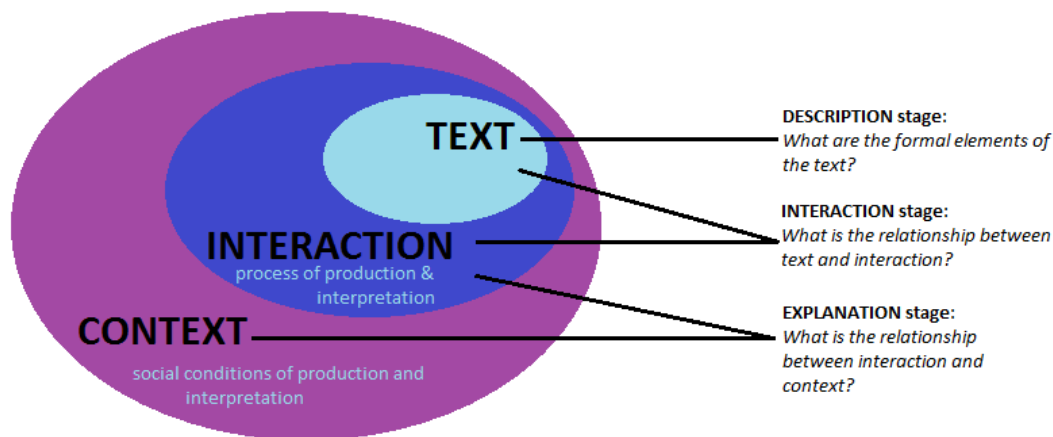 TEXT
INTERACTION
process of production &
interpretation
CONTEXT
social conditions of production and
interpretation
DESCRIPTION stage:
What are the formal elements of
the text?
INTERACTION stage:
What is the relationship between
text and interaction?
EXPLANATION stage:
What is the relationship
between interaction and
context?